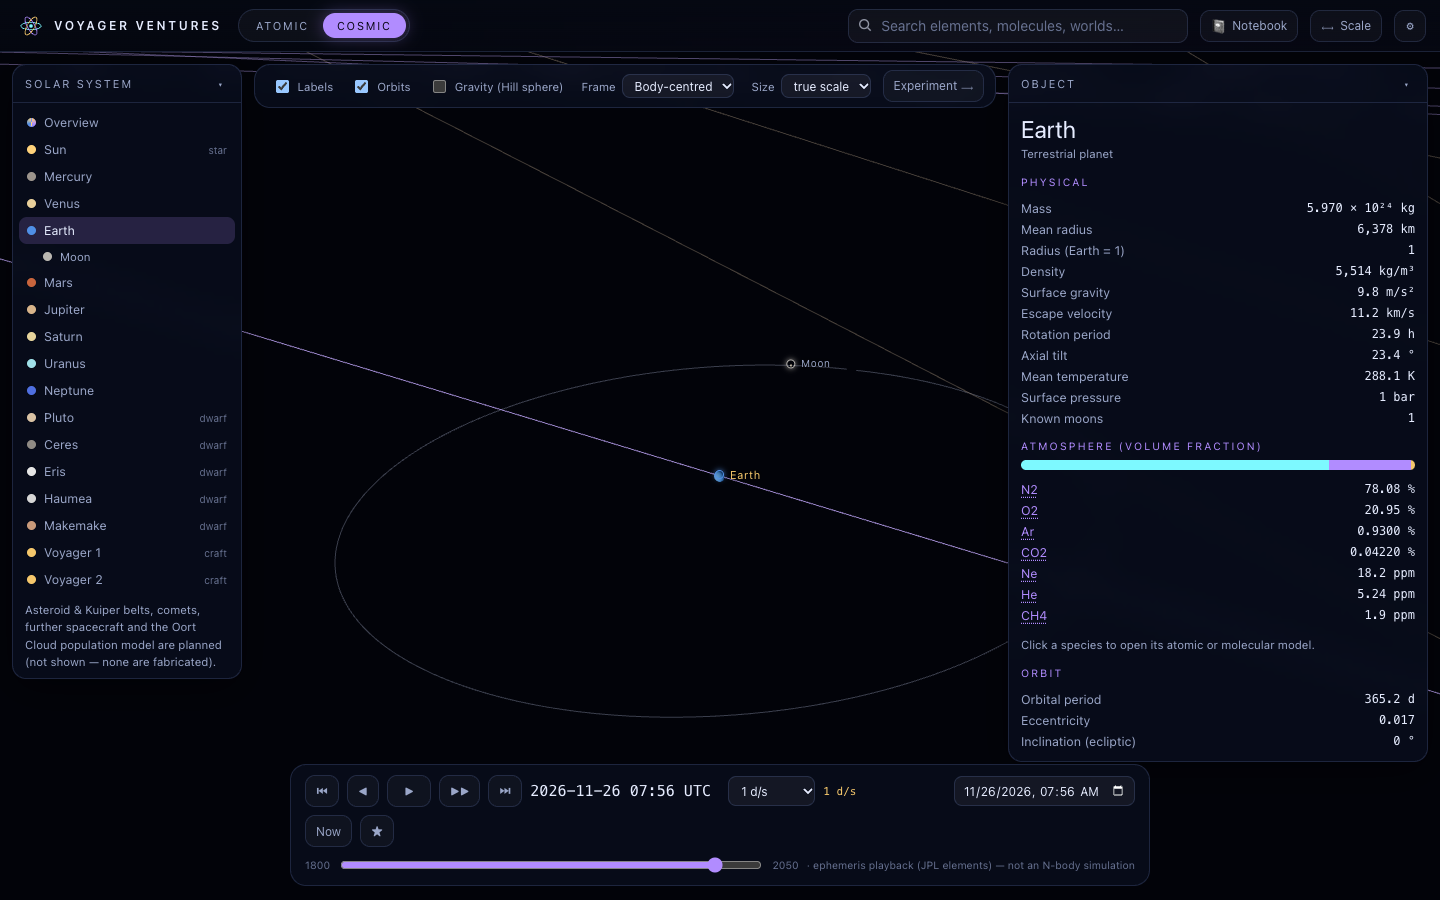 VOYAGER VENTURES
ATOMIC
COSMIC
Search elements, molecules, worlds...
Notebook
Scale
SOLAR SYSTEM
Overview
Sun star
Mercury
Venus
Earth
Moon
Mars
Jupiter
Saturn
Uranus
Neptune
Pluto dwarf
Ceres dwarf
Eris dwarf
Haumea dwarf
Makemake dwarf
Voyager 1 craft
Voyager 2 craft
Asteroid & Kuiper belts, comets,
further spacecraft and the Oort
Cloud population model are planned
(not shown — none are fabricated).
Labels Orbits Gravity (Hill sphere) Frame Body-centred Size true scale Experiment
Moon
Earth
OBJECT
Earth
Terrestrial planet
PHYSICAL
Mass 5.970 × 10²⁴ kg
Mean radius 6,378 km
Radius (Earth = 1) 1
Density 5,514 kg/m³
Surface gravity 9.8 m/s²
Escape velocity 11.2 km/s
Rotation period 23.9 h
Axial tilt 23.4 °
Mean temperature 288.1 K
Surface pressure 1 bar
Known moons 1
ATMOSPHERE (VOLUME FRACTION)
N2 78.08 %
O2 20.95 %
Ar 0.9300 %
CO2 0.04220 %
Ne 18.2 ppm
He 5.24 ppm
CH4 1.9 ppm
Click a species to open its atomic or molecular model.
ORBIT
Orbital period 365.2 d
Eccentricity 0.017
Inclination (ecliptic) 0 °
2026-11-26 07:56 UTC 1 d/s 1 d/s 11/26/2026, 07:56 AM
Now
1800 2050 · ephemeris playback (JPL elements) — not an N-body simulation